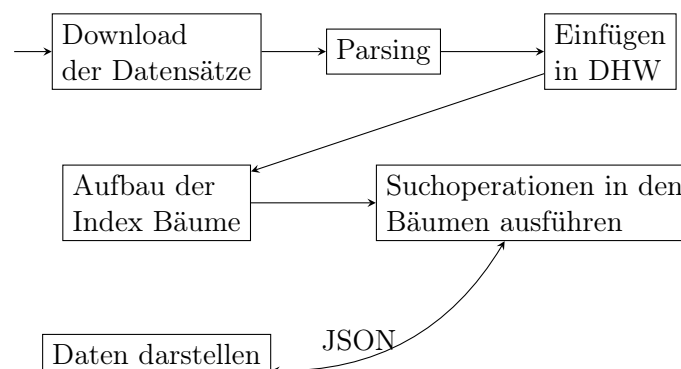 Download
der Datensätze
Parsing
Einfügen
in DHW
Aufbau der
Index Bäume
Suchoperationen in den
Bäumen ausführen
JSON
Daten darstellen